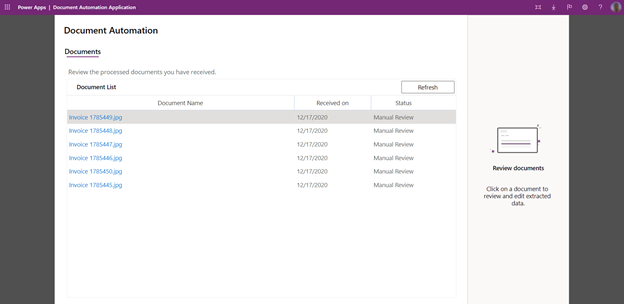 Power Apps | Document Automation Application
Document Automation
Documents
Review the processed documents you have received.
Document List
Refresh
Document Name Received on Status
Invoice 1785449.jpg 12/17/2020 Manual Review
Invoice 1785448.jpg 12/17/2020 Manual Review
Invoice 1785447.jpg 12/17/2020 Manual Review
Invoice 1785446.jpg 12/17/2020 Manual Review
Invoice 1785450.jpg 12/17/2020 Manual Review
Invoice 1785445.jpg 12/17/2020 Manual Review
Review documents
Click on a document to
review and edit extracted
data.